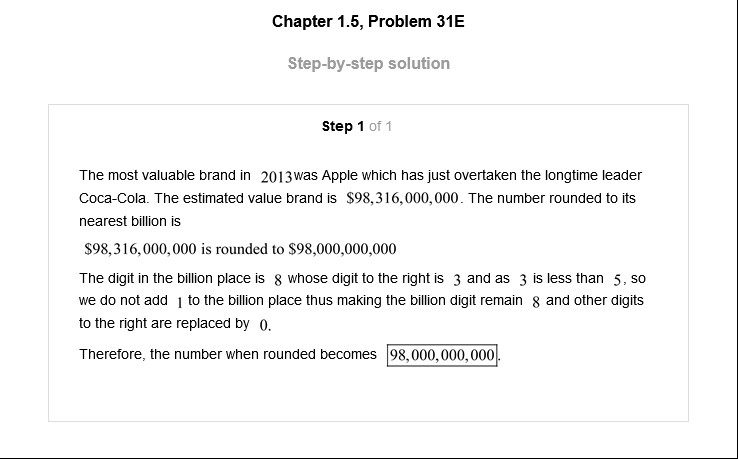 Chapter 1.5, Problem 31E
Step-by-step solution
Step 1 of 1
The most valuable brand in 2013was Apple which has just overtaken the longtime leader
Coca-Cola. The estimated value brand is $98,316,000,000. The number rounded to its
nearest billion is
$98,316,000,000 is rounded to $98,000,000,000
The digit in the billion place is 8 whose digit to the right is 3 and as 3 is less than 5, so
we do not add 1 to the billion place thus making the billion digit remain 8 and other digits
to the right are replaced by 0.
Therefore, the number when rounded becomes 98,000,000,000.